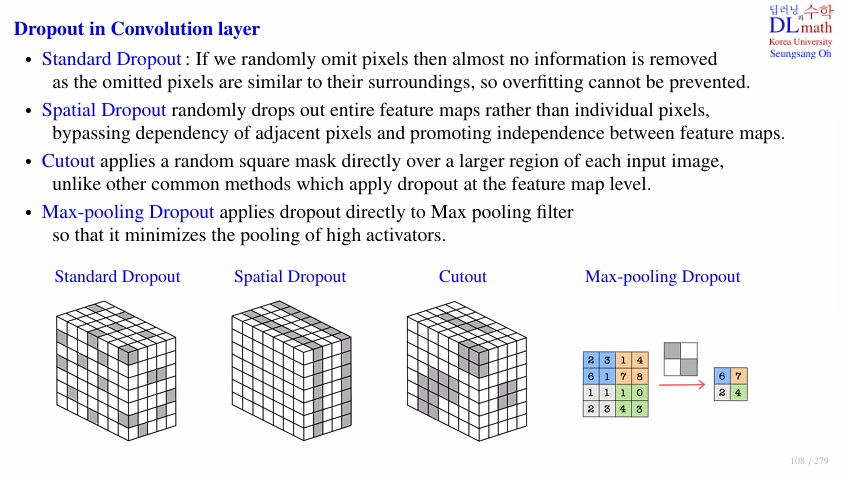 Dropout in Convolution layer
딥러닝과 수학
DL math
Korea University
Seungsang Oh
• Standard Dropout : If we randomly omit pixels then almost no information is removed
as the omitted pixels are similar to their surroundings, so overfitting cannot be prevented.
• Spatial Dropout randomly drops out entire feature maps rather than individual pixels,
bypassing dependency of adjacent pixels and promoting independence between feature maps.
• Cutout applies a random square mask directly over a larger region of each input image,
unlike other common methods which apply dropout at the feature map level.
• Max-pooling Dropout applies dropout directly to Max pooling filter
so that it minimizes the pooling of high activators.
Standard Dropout Spatial Dropout Cutout Max-pooling Dropout
2 3 1 4
6 1 7 8
1 1 1 0
2 3 4 3
6 7
2 4
108 / 279